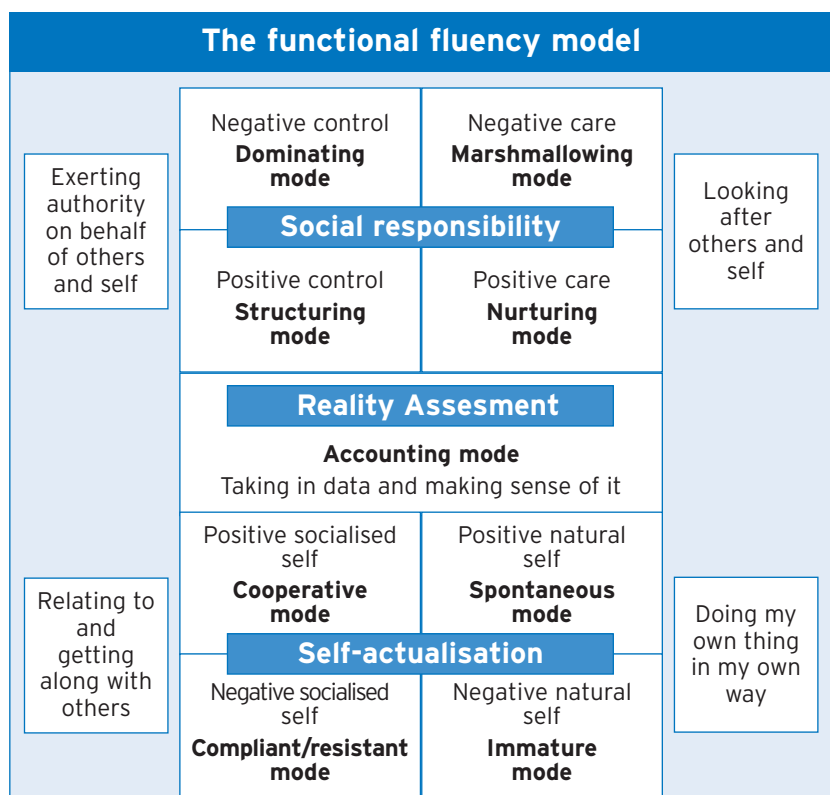 The functional fluency model
Exerting
authority
on behalf
of others
and self
Negative control
Dominating
mode
Negative care
Marshmallowing
mode
Looking
after
others and
self
Social responsibility
Positive control
Structuring
mode
Positive care
Nurturing
mode
Reality Assesment
Accounting mode
Taking in data and making sense of it
Relating to
and
getting
along with
others
Positive socialised
self
Cooperative
mode
Positive natural
self
Spontaneous
mode
Doing my
own thing
in my own
way
Self-actualisation
Negative socialised
self
Compliant/resistant
mode
Negative natural
self
Immature
mode